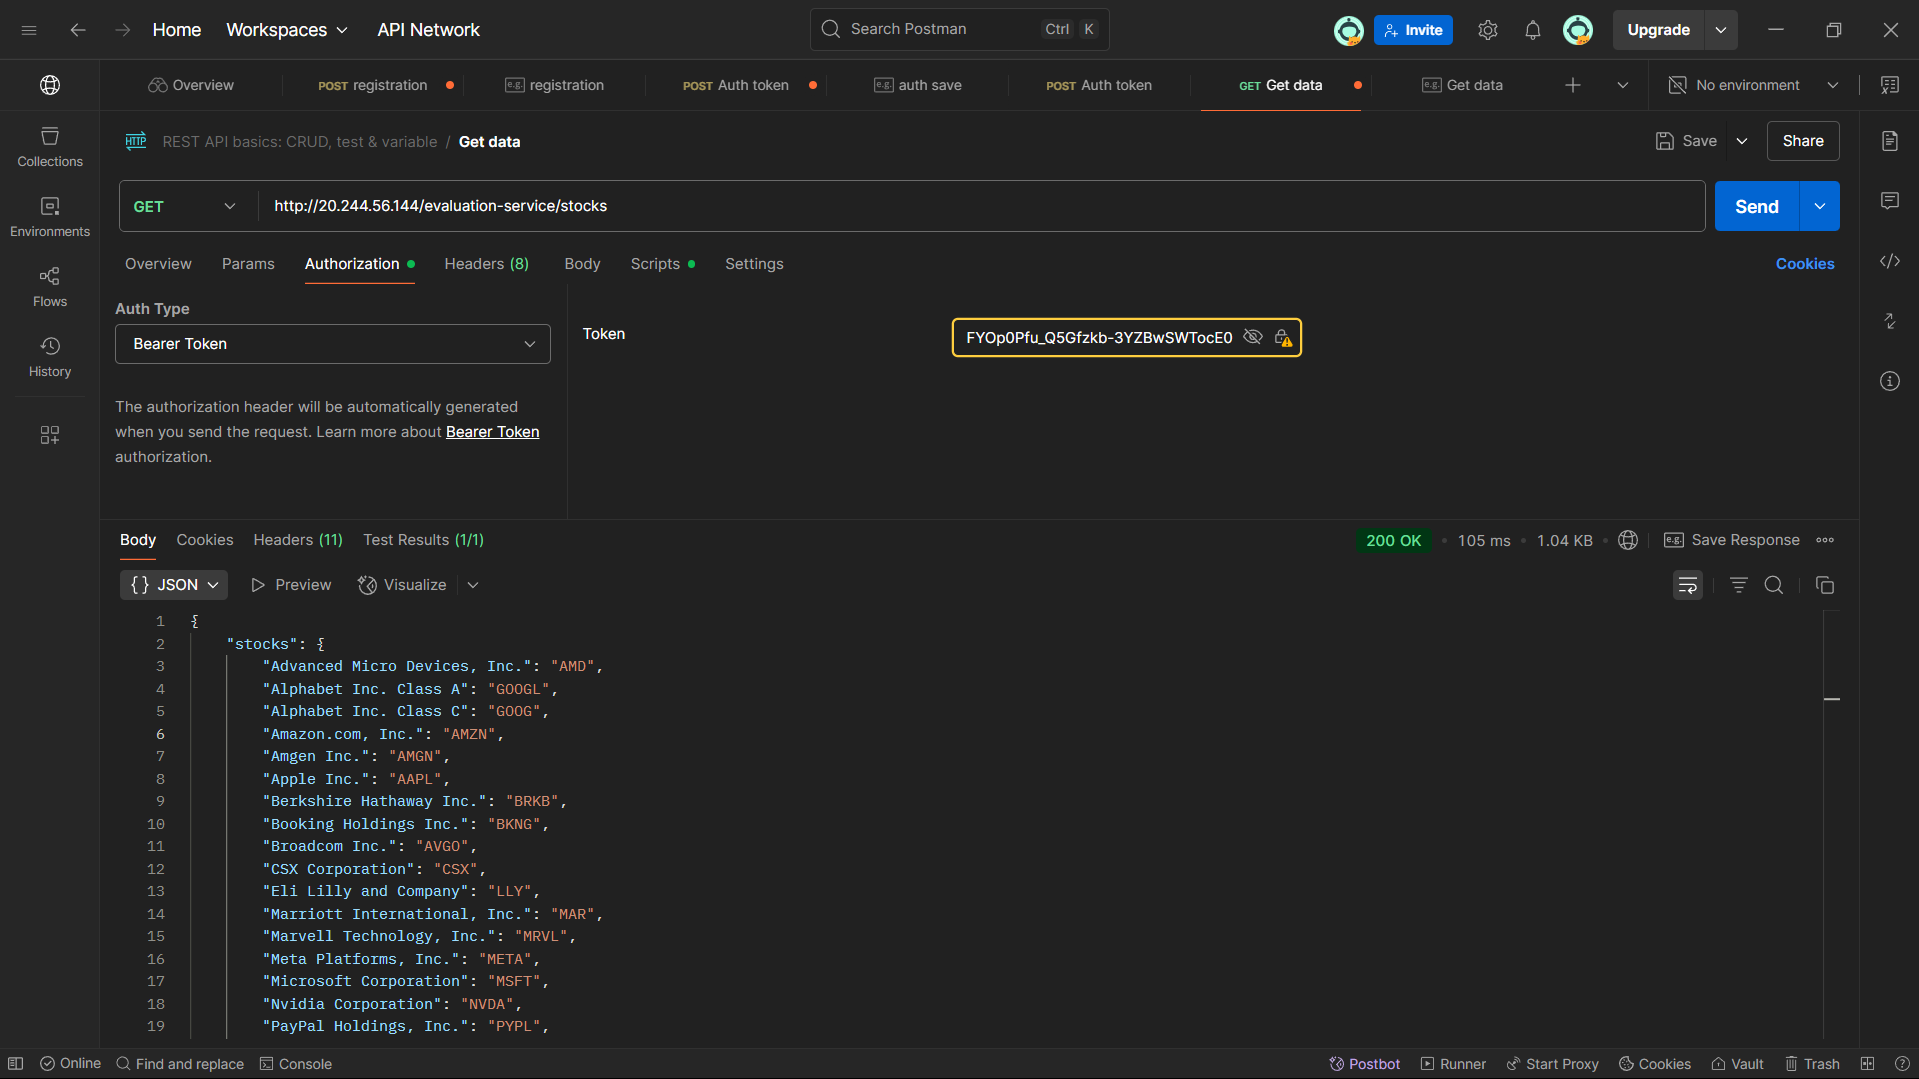 Home Workspaces API Network Search Postman Ctrl K Invite Upgrade
Overview POST registration e.g. registration POST Auth token e.g. auth save POST Auth token GET Get data e.g. Get data No environment
HTTP REST API basics: CRUD, test & variable / Get data Save Share
GET http://20.244.56.144/evaluation-service/stocks Send
Collections
Environments
Flows
History
Overview Params Authorization Headers (8) Body Scripts Settings Cookies
Auth Type
Bearer Token
Token FYOp0Pfu_Q5Gfzkb-3YZBwSWTocE0
The authorization header will be automatically generated
when you send the request. Learn more about Bearer Token
authorization.
Body Cookies Headers (11) Test Results (1/1) 200 OK 105 ms 1.04 KB e.g. Save Response
{} JSON Preview Visualize
1 {
2 "stocks": {
3 "Advanced Micro Devices, Inc.": "AMD",
4 "Alphabet Inc. Class A": "GOOGL",
5 "Alphabet Inc. Class C": "GOOG",
6 "Amazon.com, Inc.": "AMZN",
7 "Amgen Inc.": "AMGN",
8 "Apple Inc.": "AAPL",
9 "Berkshire Hathaway Inc.": "BRKB",
10 "Booking Holdings Inc.": "BKNG",
11 "Broadcom Inc.": "AVGO",
12 "CSX Corporation": "CSX",
13 "Eli Lilly and Company": "LLY",
14 "Marriott International, Inc.": "MAR",
15 "Marvell Technology, Inc.": "MRVL",
16 "Meta Platforms, Inc.": "META",
17 "Microsoft Corporation": "MSFT",
18 "Nvidia Corporation": "NVDA",
19 "PayPal Holdings, Inc.": "PYPL",
Online Find and replace Console Postbot Runner Start Proxy Cookies Vault Trash